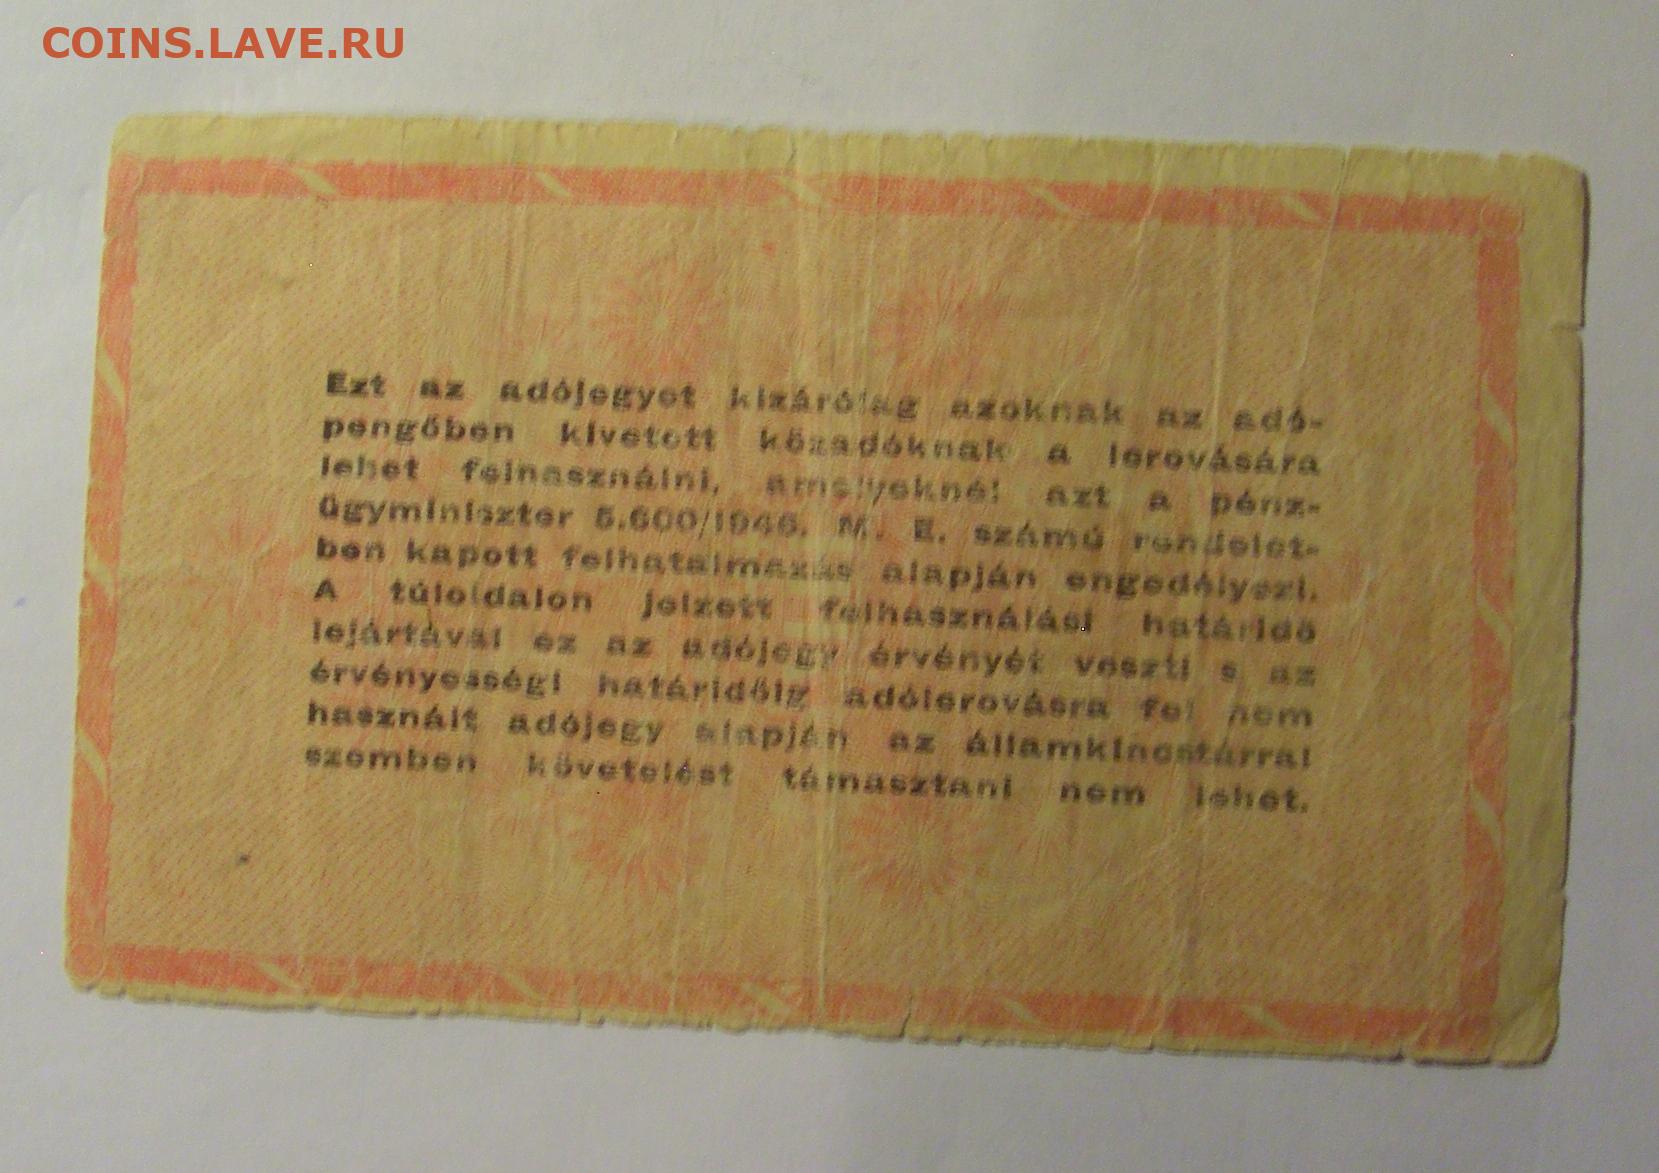 COINS.LAVE.RU
Ezt az adójegyet kizárólag azoknak az adó-
pengőben kivetett közadóknak a lerovására
lehet felhasználni, amelyeknél azt a pénz-
ügyminiszter 5.600/1946. M. E. számú rendelet-
ben kapott felhatalmazás alapján engedélyezi.
A túloldalon jelzett felhasználási határidő
lejártával ez az adójegy érvényét veszti s az
érvényességi határidőig adólerovásra fel nem
használt adójegy alapján az államkincstárral
szemben követelést támasztani nem lehet.